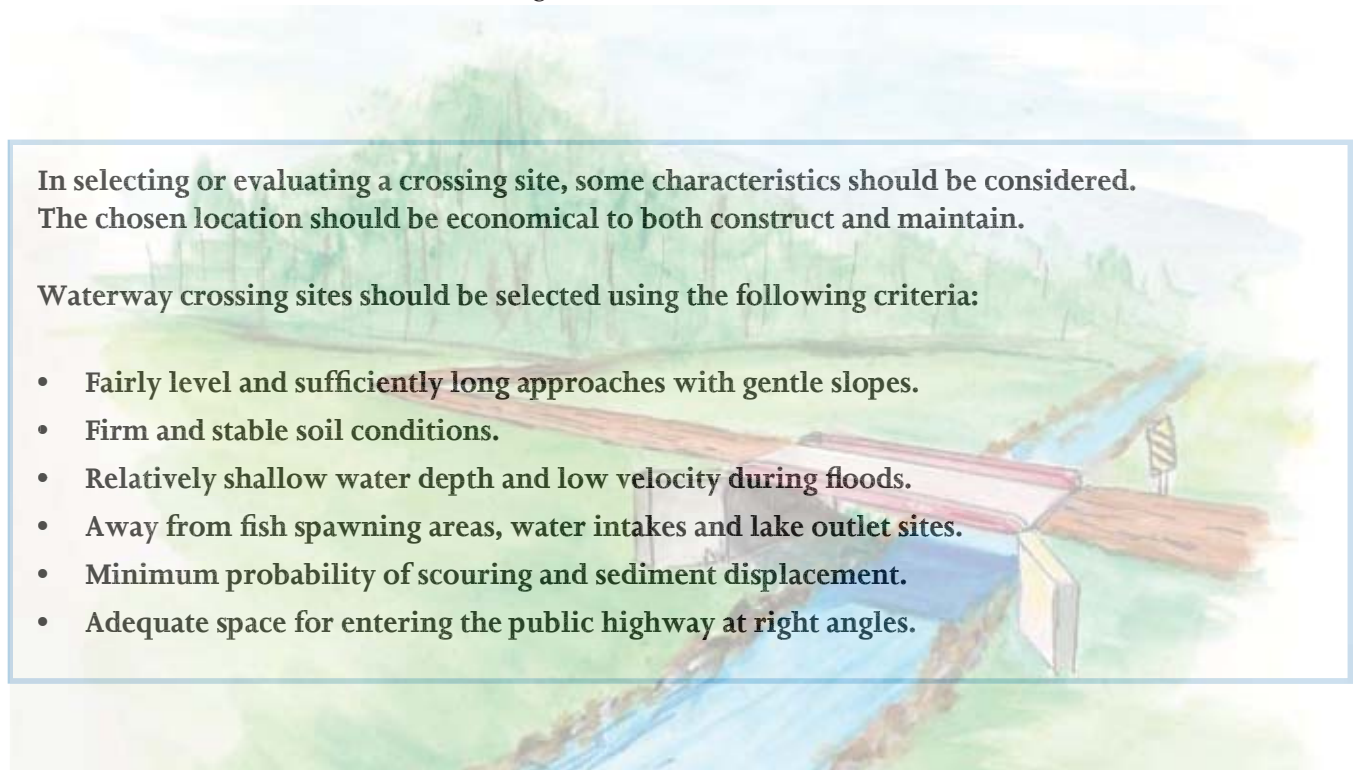 In selecting or evaluating a crossing site, some characteristics should be considered.
The chosen location should be economical to both construct and maintain.
Waterway crossing sites should be selected using the following criteria:
• Fairly level and sufficiently long approaches with gentle slopes.
• Firm and stable soil conditions.
• Relatively shallow water depth and low velocity during floods.
• Away from fish spawning areas, water intakes and lake outlet sites.
• Minimum probability of scouring and sediment displacement.
• Adequate space for entering the public highway at right angles.